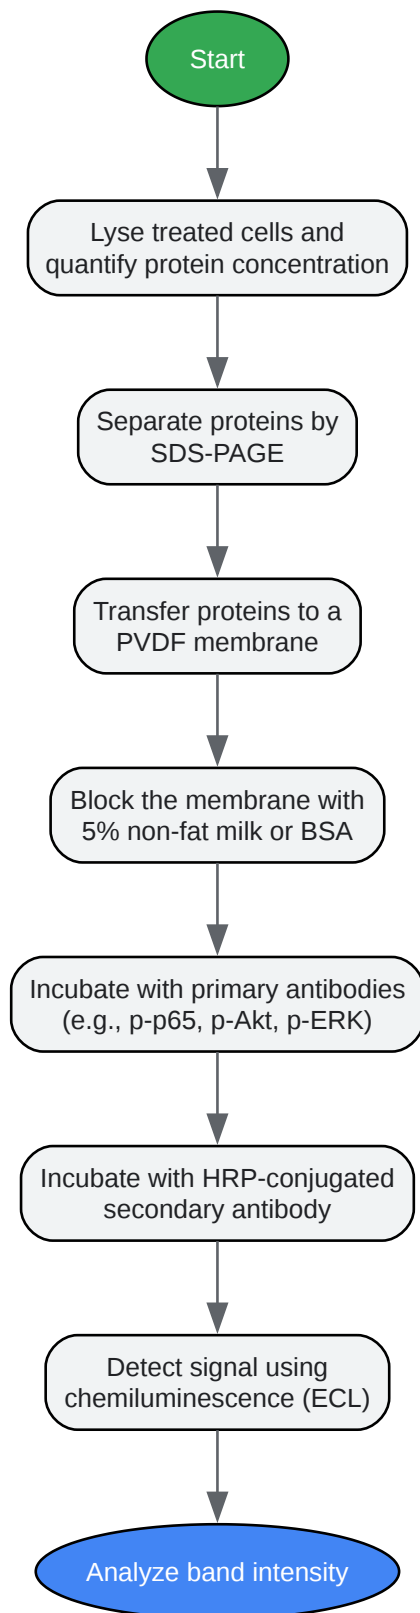 Start
Lyse treated cells and
quantify protein concentration
Separate proteins by
SDS-PAGE
Transfer proteins to a
PVDF membrane
Block the membrane with
5% non-fat milk or BSA
Incubate with primary antibodies
(e.g., p-p65, p-Akt, p-ERK)
Incubate with HRP-conjugated
secondary antibody
Detect signal using
chemiluminescence (ECL)
Analyze band intensity